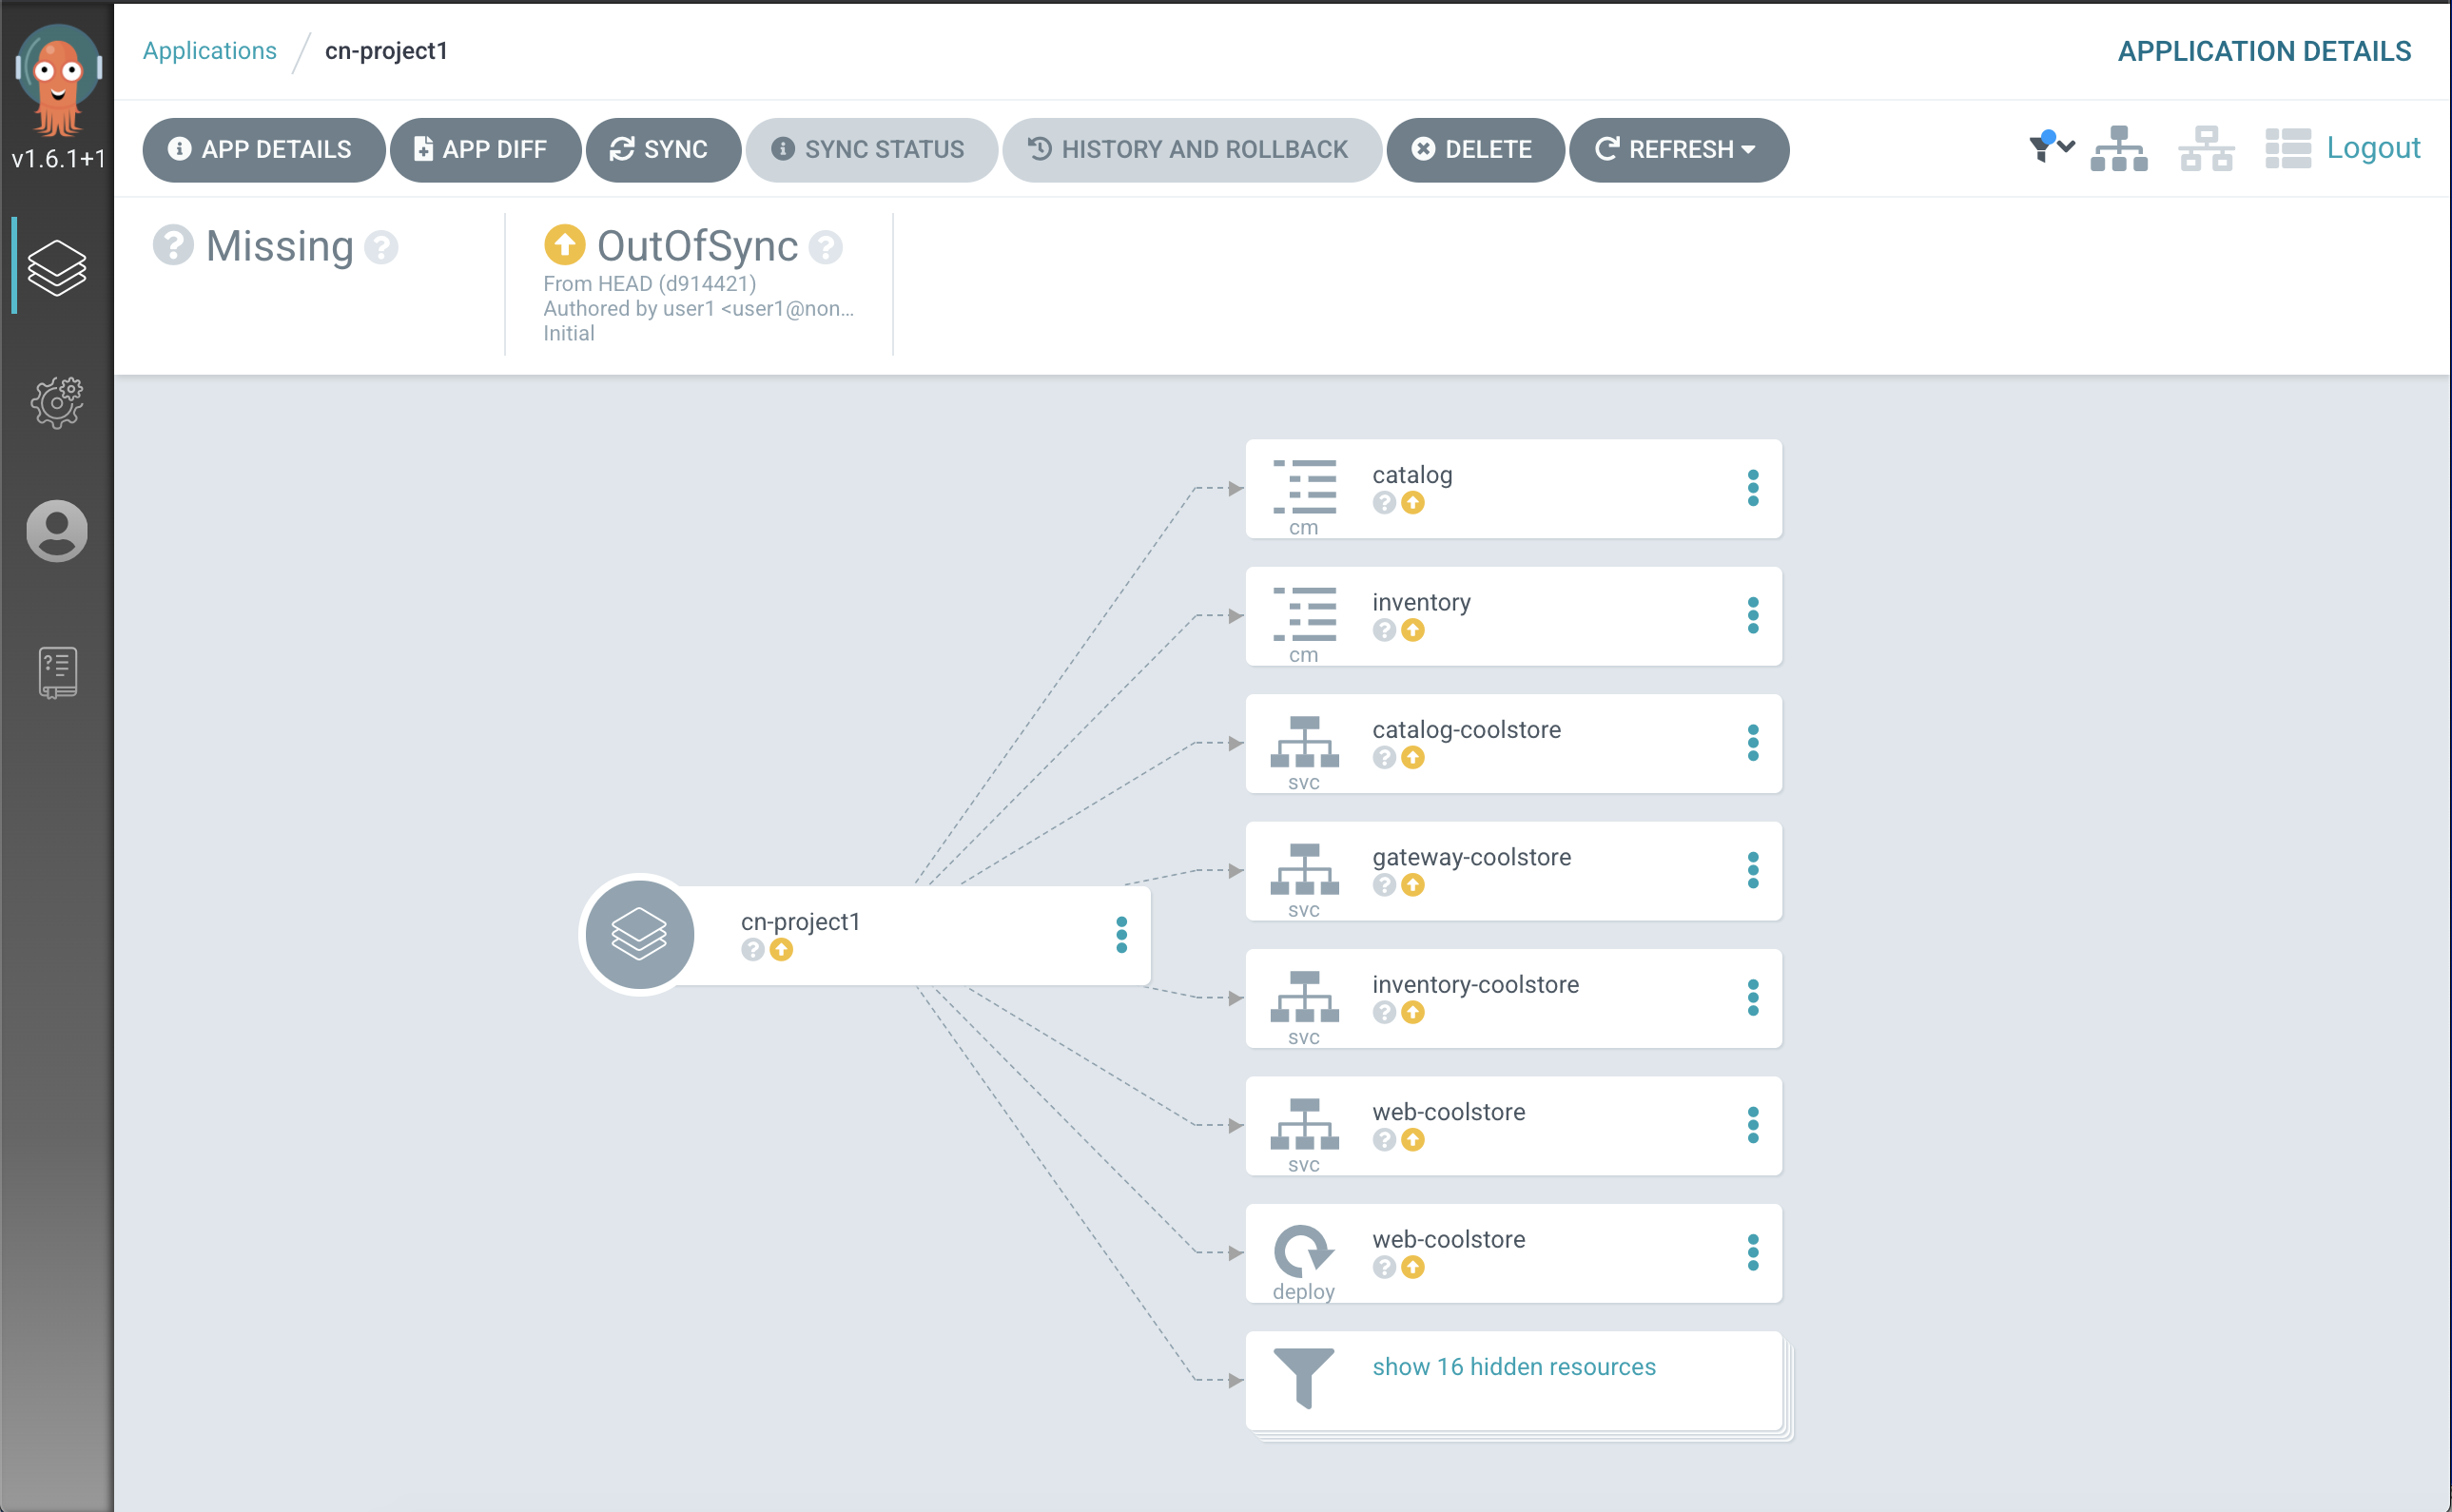 Applications / cn-project1
APPLICATION DETAILS
v1.6.1+1
APP DETAILS
APP DIFF
SYNC
SYNC STATUS
HISTORY AND ROLLBACK
DELETE
REFRESH
Logout
Missing
OutOfSync
From HEAD (d914421)
Authored by user1 <user1@non...
Initial
catalog
cm
inventory
cm
catalog-coolstore
svc
gateway-coolstore
svc
cn-project1
inventory-coolstore
svc
web-coolstore
svc
web-coolstore
deploy
show 16 hidden resources